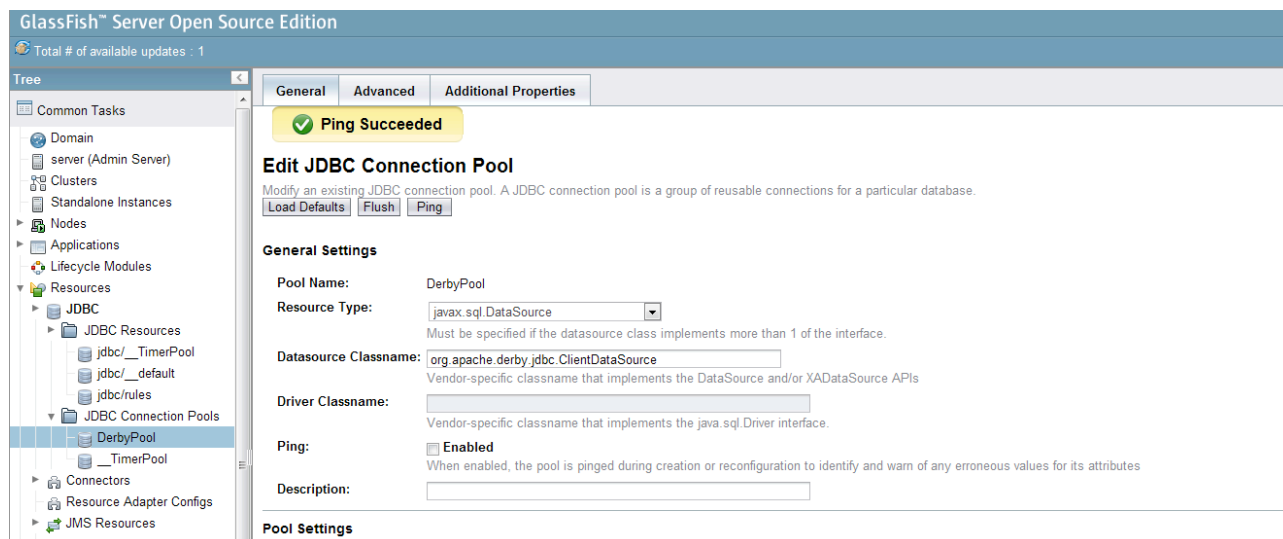 GlassFish™ Server Open Source Edition
Total # of available updates : 1
Tree
Common Tasks
Domain
server (Admin Server)
Clusters
Standalone Instances
Nodes
Applications
Lifecycle Modules
Resources
JDBC
JDBC Resources
jdbc/__TimerPool
jdbc/__default
jdbc/rules
JDBC Connection Pools
DerbyPool
__TimerPool
Connectors
Resource Adapter Configs
JMS Resources
General Advanced Additional Properties
Ping Succeeded
Edit JDBC Connection Pool
Modify an existing JDBC connection pool. A JDBC connection pool is a group of reusable connections for a particular database.
Load Defaults Flush Ping
General Settings
Pool Name: DerbyPool
Resource Type: javax.sql.DataSource
Must be specified if the datasource class implements more than 1 of the interface.
Datasource Classname: org.apache.derby.jdbc.ClientDataSource
Vendor-specific classname that implements the DataSource and/or XADataSource APIs
Driver Classname:
Vendor-specific classname that implements the java.sql.Driver interface.
Ping: Enabled
When enabled, the pool is pinged during creation or reconfiguration to identify and warn of any erroneous values for its attributes
Description:
Pool Settings